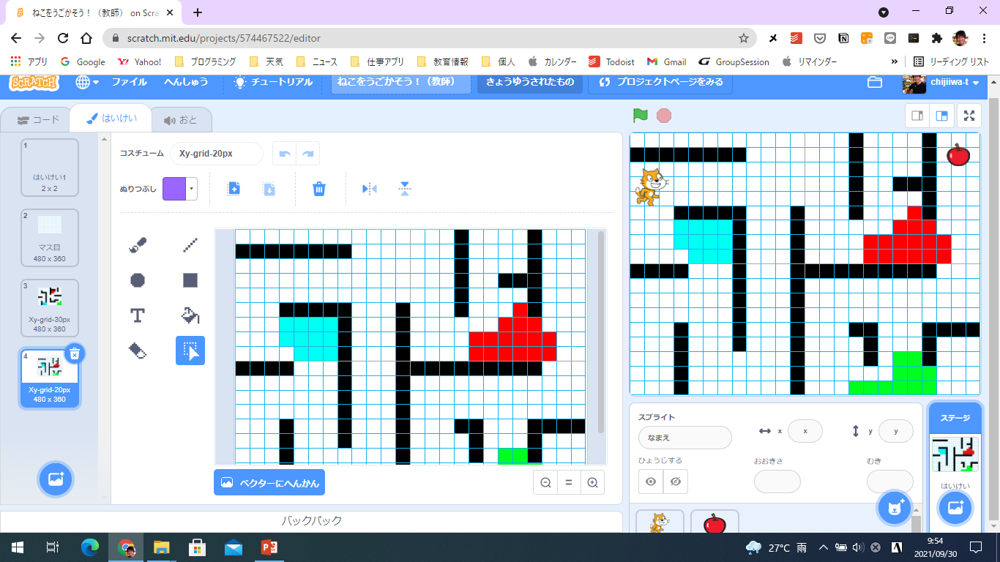 ねこをうごかそう！（教師） on Scra
scratch.mit.edu/projects/574467522/editor
アプリ Google Yahoo! プログラミング 天気 ニュース 仕事アプリ 教育情報 個人 カレンダー Todoist Gmail GroupSession リマインダー » リーディング リスト
SCRATCH ファイル へんしゅう チュートリアル ねこをうごかそう！（教師） きょうゆうされたもの プロジェクトページをみる chijiiwa-t
コード はいけい おと
1
はいけい1
2 x 2
2
マス目
480 x 360
3
Xy-grid-30px
480 x 360
4
Xy-grid-20px
480 x 360
コスチューム Xy-grid-20px
ぬりつぶし
T
ベクターにへんかん
バックパック
スプライト
なまえ
x x
y y
ひょうじする
おおきさ
むき
ステージ
はいけい
27°C 雨
A
9:54
2021/09/30